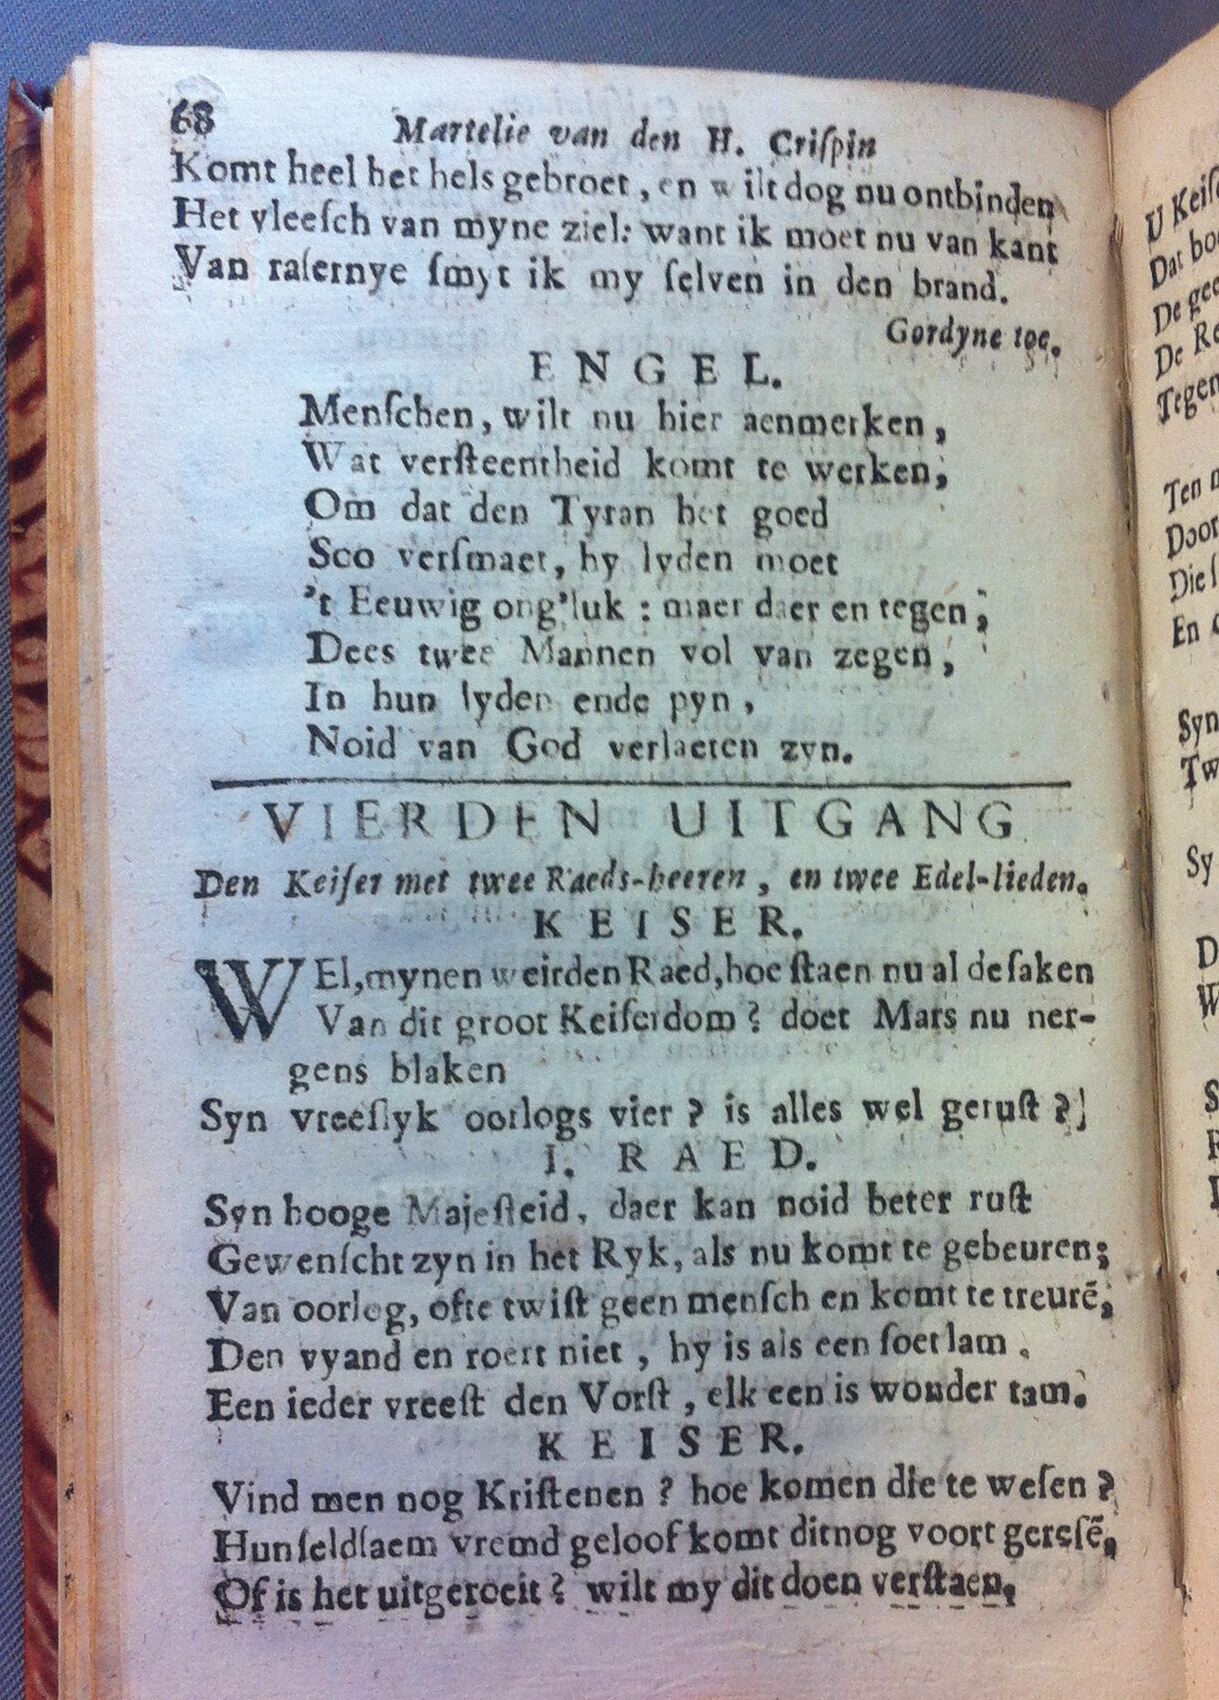 68
Martelie van den H. Criſpin
Komt heel het hels gebroet, en wilt dog nu ontbinden
Het vleeſch van myne ziel: want ik moet nu van kant
Van raſernye ſmyt ik my ſelven in den brand.
Gordyne toe.
ENGEL.
Menſchen, wilt nu hier aenmerken,
Wat verſteentheid komt te werken,
Om dat den Tyran het goed
Soo verſmaet, hy lyden moet
't Eeuwig ong'luk : maer daer en tegen,
Dees twee Mannen vol van zegen,
In hun lyden ende pyn,
Noid van God verlaeten zyn.
VIERDEN UITGANG
Den Keiſer met twee Raeds-heeren, en twee Edel-lieden.
KEISER.
WEl, mynen weirden Raed, hoe ſtaen nu al de ſaken
Van dit groot Keiſerdom? doet Mars nu ner-
gens blaken
Syn vreeſlyk oorlogs vier? is alles wel geruſt?
I. RAED.
Syn hooge Majeſteid, daer kan noid beter ruſt
Gewenſcht zyn in het Ryk, als nu komt te gebeuren;
Van oorlog, ofte twiſt geen menſch en komt te treurē,
Den vyand en roert niet, hy is als een ſoet lam.
Een ieder vreeſt den Vorſt, elk een is wonder tam.
KEISER.
Vind men nog Kriſtenen? hoe komen die te weſen?
Hun ſeldſaem vremd geloof komt dit nog voort gereſē,
Of is het uitgeroeit? wilt my dit doen verſtaen,
U
Dat
De
De
Tegen
Ten
Door
En
Syn
Sy